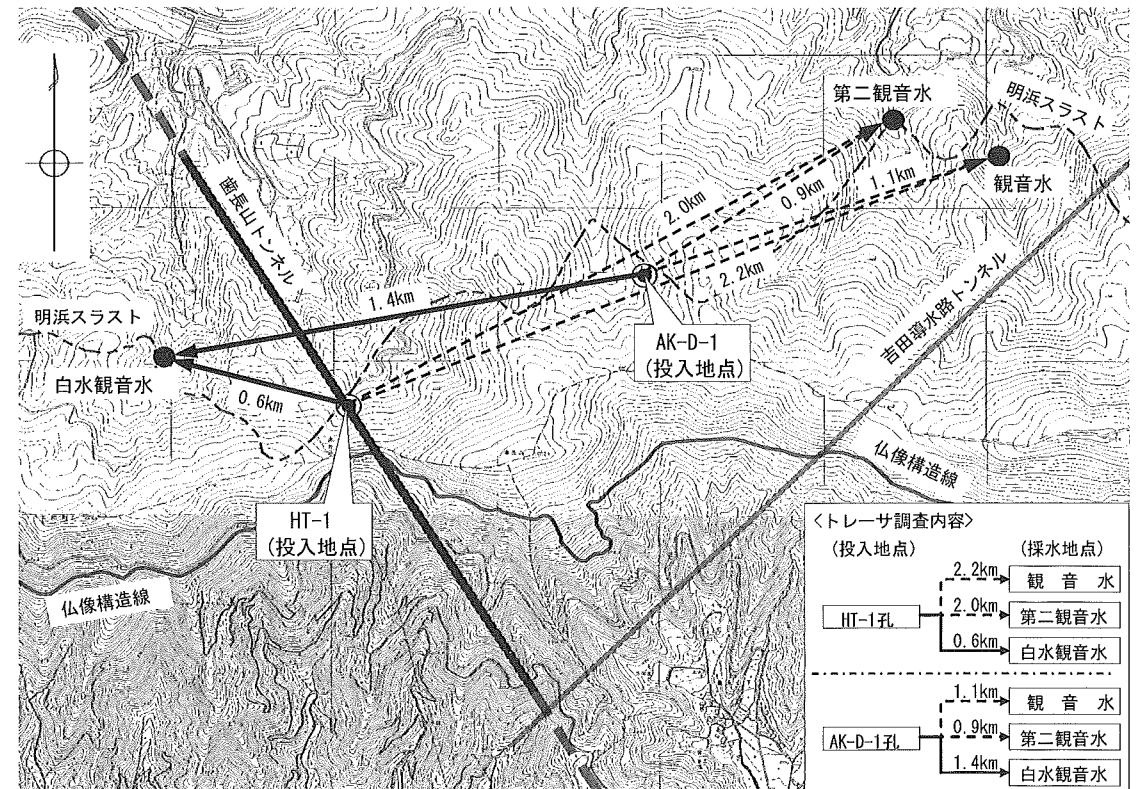 第二観音水
明浜スラスト
観音水
歯長山トンネル
2.0km
0.9km
1.1km
2.2km
1.4km
吉田導水路トンネル
明浜スラスト
白水観音水
0.6km
AK-D-1
(投入地点)
HT-1
(投入地点)
仏像構造線
仏像構造線
<トレーサ調査内容>
(投入地点)
(採水地点)
HT-1孔
2.2km
観 音 水
2.0km
第二観音水
0.6km
白水観音水
AK-D-1孔
1.1km
観 音 水
0.9km
第二観音水
1.4km
白水観音水